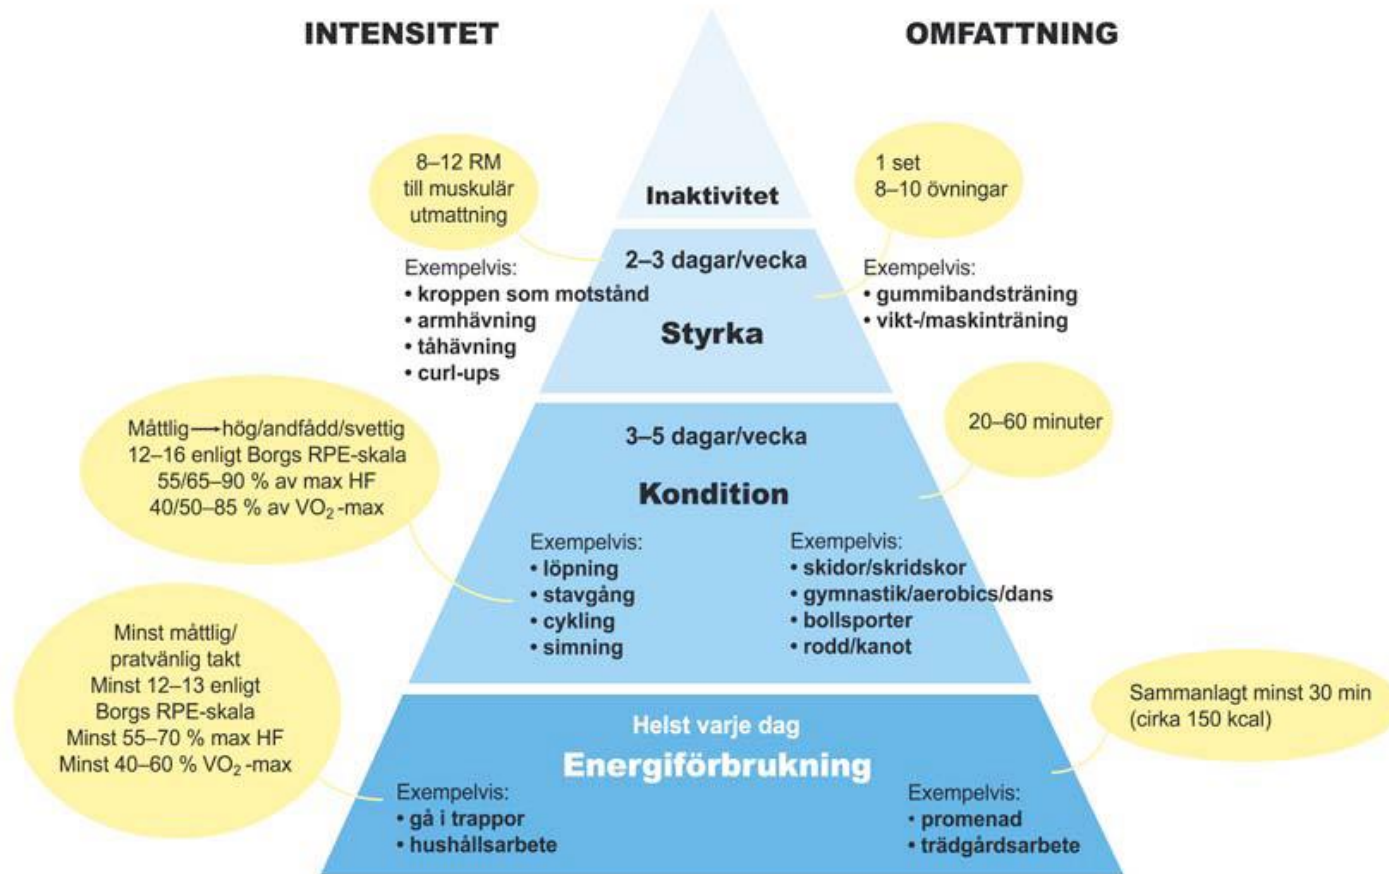 INTENSITET
OMFATTNING
8–12 RM
till muskulär
utmattning
1 set
8–10 övningar
Inaktivitet
2–3 dagar/vecka
Styrka
Exempelvis:
• kroppen som motstånd
• armhävning
• tåhävning
• curl-ups
Exempelvis:
• gummibandsträning
• vikt-/maskinträning
Måttlig→hög/andfådd/svettig
12–16 enligt Borgs RPE-skala
55/65–90 % av max HF
40/50–85 % av VO₂-max
20–60 minuter
3–5 dagar/vecka
Kondition
Exempelvis:
• löpning
• stavgång
• cykling
• simning
Exempelvis:
• skidor/skridskor
• gymnastik/aerobics/dans
• bollsporter
• rodd/kanot
Minst måttlig/
pratvänlig takt
Minst 12–13 enligt
Borgs RPE-skala
Minst 55–70 % max HF
Minst 40–60 % VO₂-max
Sammanlagt minst 30 min
(cirka 150 kcal)
Helst varje dag
Energiförbrukning
Exempelvis:
• gå i trappor
• hushållsarbete
Exempelvis:
• promenad
• trädgårdsarbete